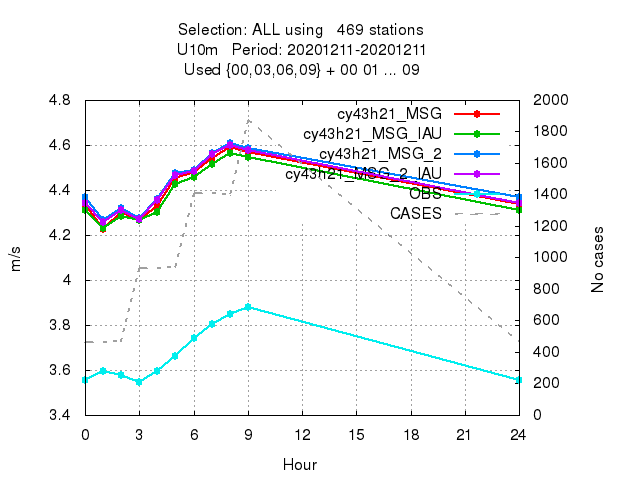 Selection: ALL using 469 stations
U10m Period: 20201211-20201211
Used {00,03,06,09} + 00 01 ... 09
4.8
4.6
4.4
4.2
4
3.8
3.6
3.4
m/s
cy43h21_MSG
cy43h21_MSG_IAU
cy43h21_MSG_2
cy43h21_MSG_2_IAU
OBS
CASES
2000
1800
1600
1400
1200
1000
800
600
400
200
0
No cases
0 3 6 9 12 15 18 21 24
Hour